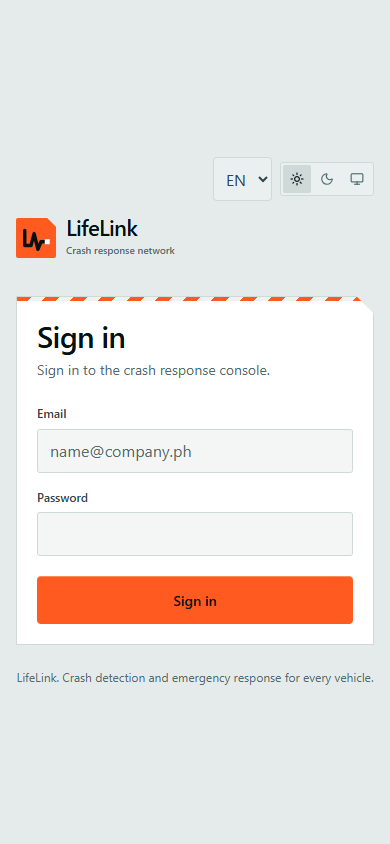 EN
LifeLink
Crash response network
Sign in
Sign in to the crash response console.
Email
name@company.ph
Password
Sign in
LifeLink. Crash detection and emergency response for every vehicle.